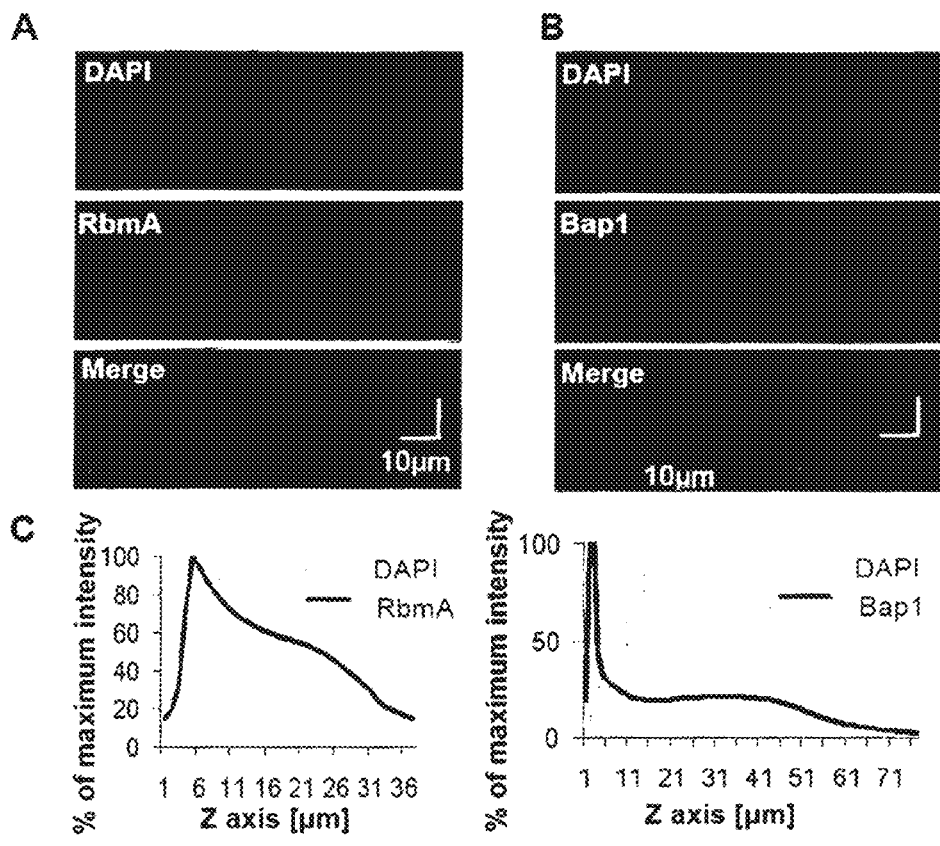 A
DAPI
RbmA
Merge
10µm
B
DAPI
Bap1
Merge
10µm
C
% of maximum intensity
100
80
60
40
20
0
DAPI
RbmA
1 6 11 16 21 26 31 36
Z axis [µm]
% of maximum intensity
100
50
0
DAPI
Bap1
1 11 21 31 41 51 61 71
Z axis [µm]